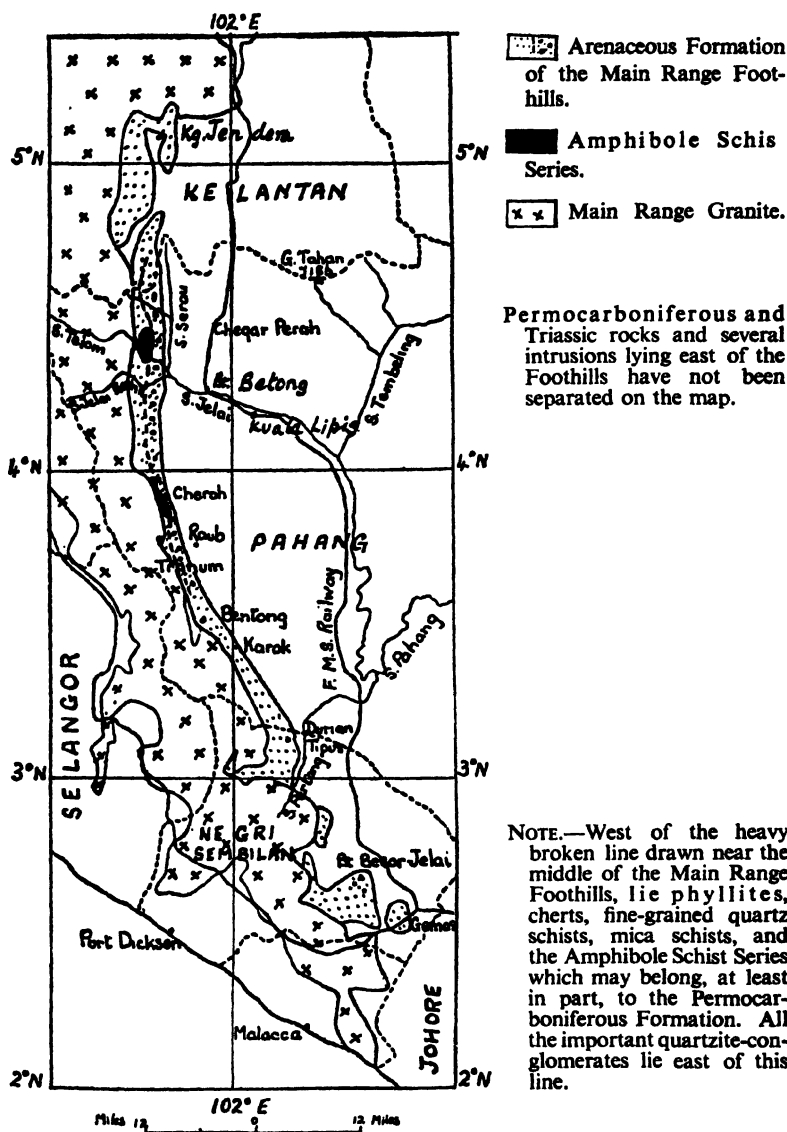 102° E
Arenaceous Formation
of the Main Range Foot-
hills.
Amphibole Schis
Series.
Main Range Granite.
Permocarboniferous and
Triassic rocks and several
intrusions lying east of the
Foothills have not been
separated on the map.
NOTE.—West of the heavy
broken line drawn near the
middle of the Main Range
Foothills, lie phyllites,
cherts, fine-grained quartz
schists, mica schists, and
the Amphibole Schist Series
which may belong, at least
in part, to the Permocar-
boniferous Formation. All
the important quartzite-con-
glomerates lie east of this
line.
Kg. Jendera
5°N
5°N
KELANTAN
G. Tahan
7186
S. Serau
Chegar Perah
S. Telom
S. Tembeling
Bt. Betong
S. Jelai
Kuala Lipis
4°N
4°N
Cheroh
Raub
PAHANG
Tranum
Bentong
Karak
F. M. S. Railway
S. Pahang
SELANGOR
Durian
Tipus
3°N
3°N
S. Pertang
NEGRI
SEMBILAN
Bt. Besar Jelai
Gemas
Port Dickson
Malacca
JOHORE
2°N
2°N
102° E
Miles 12
0
12 Miles